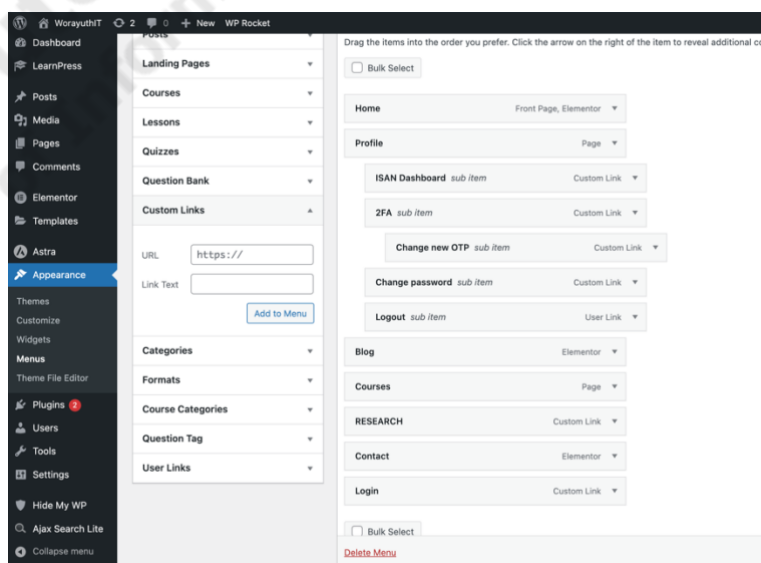 WorayuthIT 2 0 + New WP Rocket
Dashboard
LearnPress
Posts
Media
Pages
Comments
Elementor
Templates
Astra
Appearance
Themes
Customize
Widgets
Menus
Theme File Editor
Plugins 2
Users
Tools
Settings
Hide My WP
Ajax Search Lite
Collapse menu
Posts
Landing Pages
Courses
Lessons
Quizzes
Question Bank
Custom Links
URL https://
Link Text
Add to Menu
Categories
Formats
Course Categories
Question Tag
User Links
Drag the items into the order you prefer. Click the arrow on the right of the item to reveal additional co
Bulk Select
Home Front Page, Elementor
Profile Page
ISAN Dashboard sub item Custom Link
2FA sub item Custom Link
Change new OTP sub item Custom Link
Change password sub item Custom Link
Logout sub item User Link
Blog Elementor
Courses Page
RESEARCH Custom Link
Contact Elementor
Login Custom Link
Bulk Select
Delete Menu